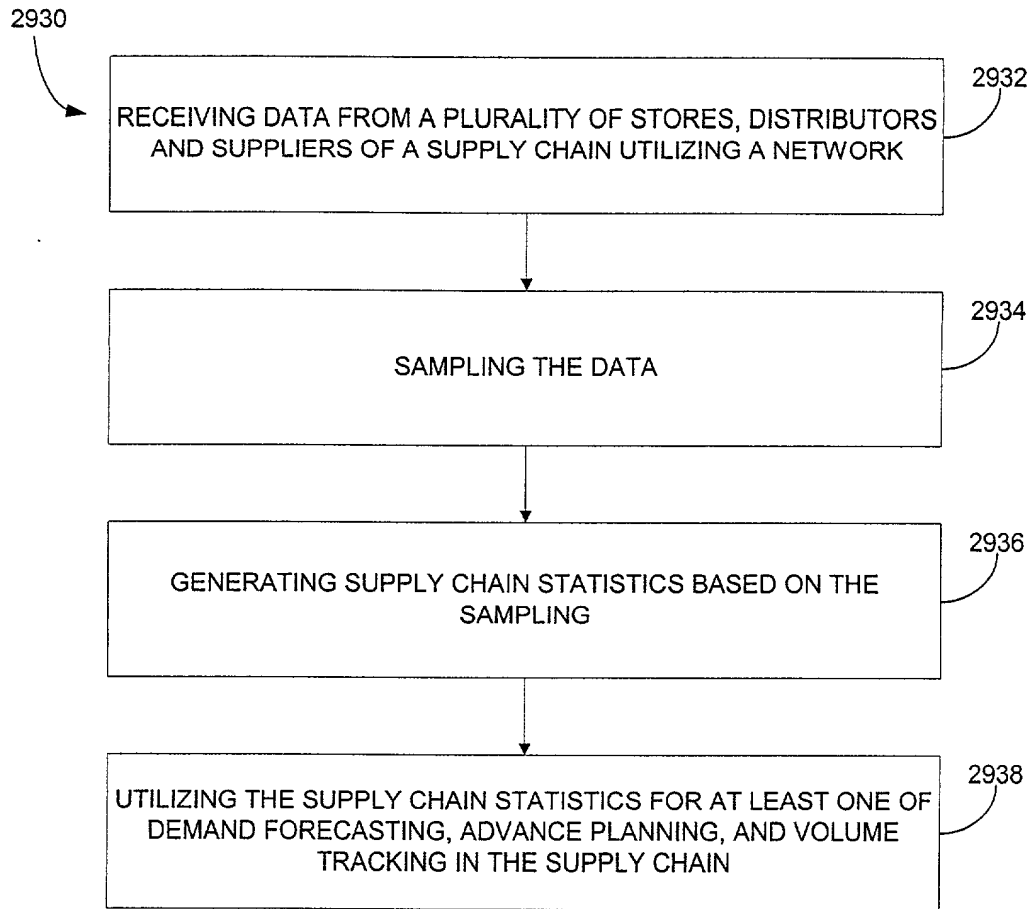 2930
2932
RECEIVING DATA FROM A PLURALITY OF STORES, DISTRIBUTORS
AND SUPPLIERS OF A SUPPLY CHAIN UTILIZING A NETWORK
2934
SAMPLING THE DATA
2936
GENERATING SUPPLY CHAIN STATISTICS BASED ON THE
SAMPLING
2938
UTILIZING THE SUPPLY CHAIN STATISTICS FOR AT LEAST ONE OF
DEMAND FORECASTING, ADVANCE PLANNING, AND VOLUME
TRACKING IN THE SUPPLY CHAIN